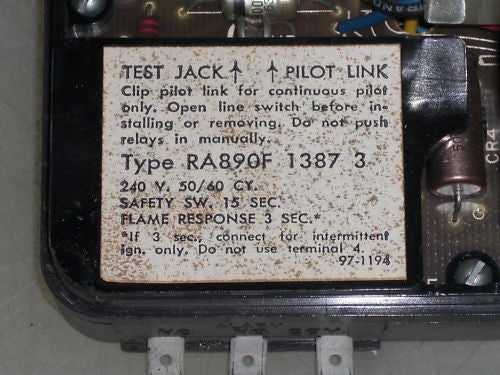 TEST JACK ↑ ↑ PILOT LINK
Clip pilot link for continuous pilot
only. Open line switch before in-
stalling or removing. Do not push
relays in manually.
Type RA890F 1387 3
240 V. 50/60 CY.
SAFETY SW. 15 SEC.
FLAME RESPONSE 3 SEC.*
*If 3 sec., connect for intermittent
ign. only. Do not use terminal 4.
97-1194